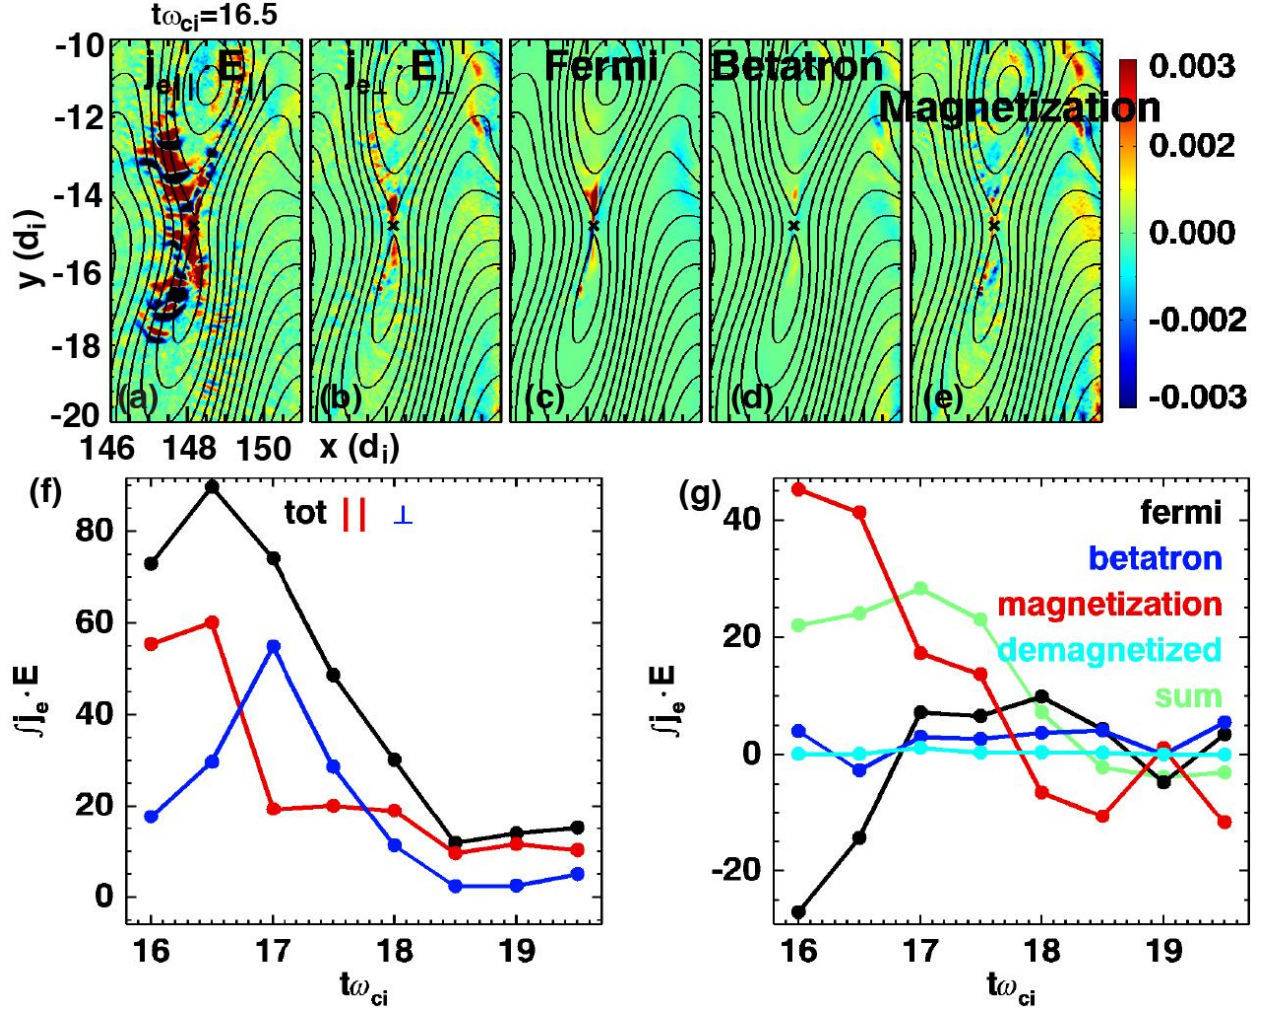 tω_ci=16.5
j_e||·E_||
j_e⊥·E_⊥
Fermi
Betatron
Magnetization
-10
-12
-14
-16
-18
-20
y (d_i)
(a)
(b)
(c)
(d)
(e)
146 148 150 x (d_i)
0.003
0.002
0.000
-0.002
-0.003
(f)
tot || ⊥
80
60
40
20
0
∫j_e·E
16 17 18 19
tω_ci
(g)
fermi
betatron
magnetization
demagnetized
sum
40
20
0
-20
∫j_e·E
16 17 18 19
tω_ci